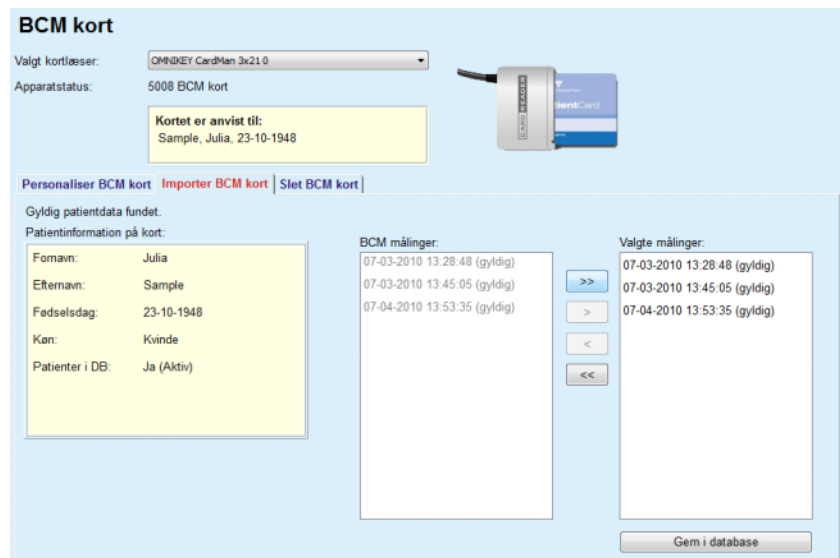 BCM kort
Valgt kortlæser: OMNIKEY CardMan 3x21 0
Apparatstatus: 5008 BCM kort
Kortet er anvist til:
Sample, Julia, 23-10-1948
CARD READER
ientCard
Personaliser BCM kort Importer BCM kort Slet BCM kort
Gyldig patientdata fundet.
Patientinformation på kort:
Fornavn: Julia
Efternavn: Sample
Fødselsdag: 23-10-1948
Køn: Kvinde
Patienter i DB: Ja (Aktiv)
BCM målinger:
07-03-2010 13:28:48 (gyldig)
07-03-2010 13:45:05 (gyldig)
07-04-2010 13:53:35 (gyldig)
>>
>
<
<<
Valgte målinger:
07-03-2010 13:28:48 (gyldig)
07-03-2010 13:45:05 (gyldig)
07-04-2010 13:53:35 (gyldig)
Gem i database